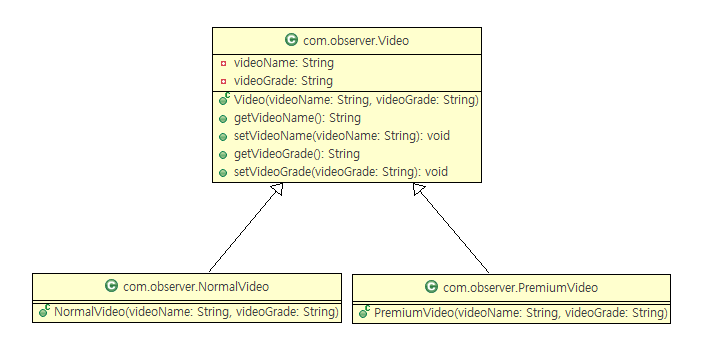 com.observer.Video
videoName: String
videoGrade: String
Video(videoName: String, videoGrade: String)
getVideoName(): String
setVideoName(videoName: String): void
getVideoGrade(): String
setVideoGrade(videoGrade: String): void
com.observer.NormalVideo
NormalVideo(videoName: String, videoGrade: String)
com.observer.PremiumVideo
PremiumVideo(videoName: String, videoGrade: String)